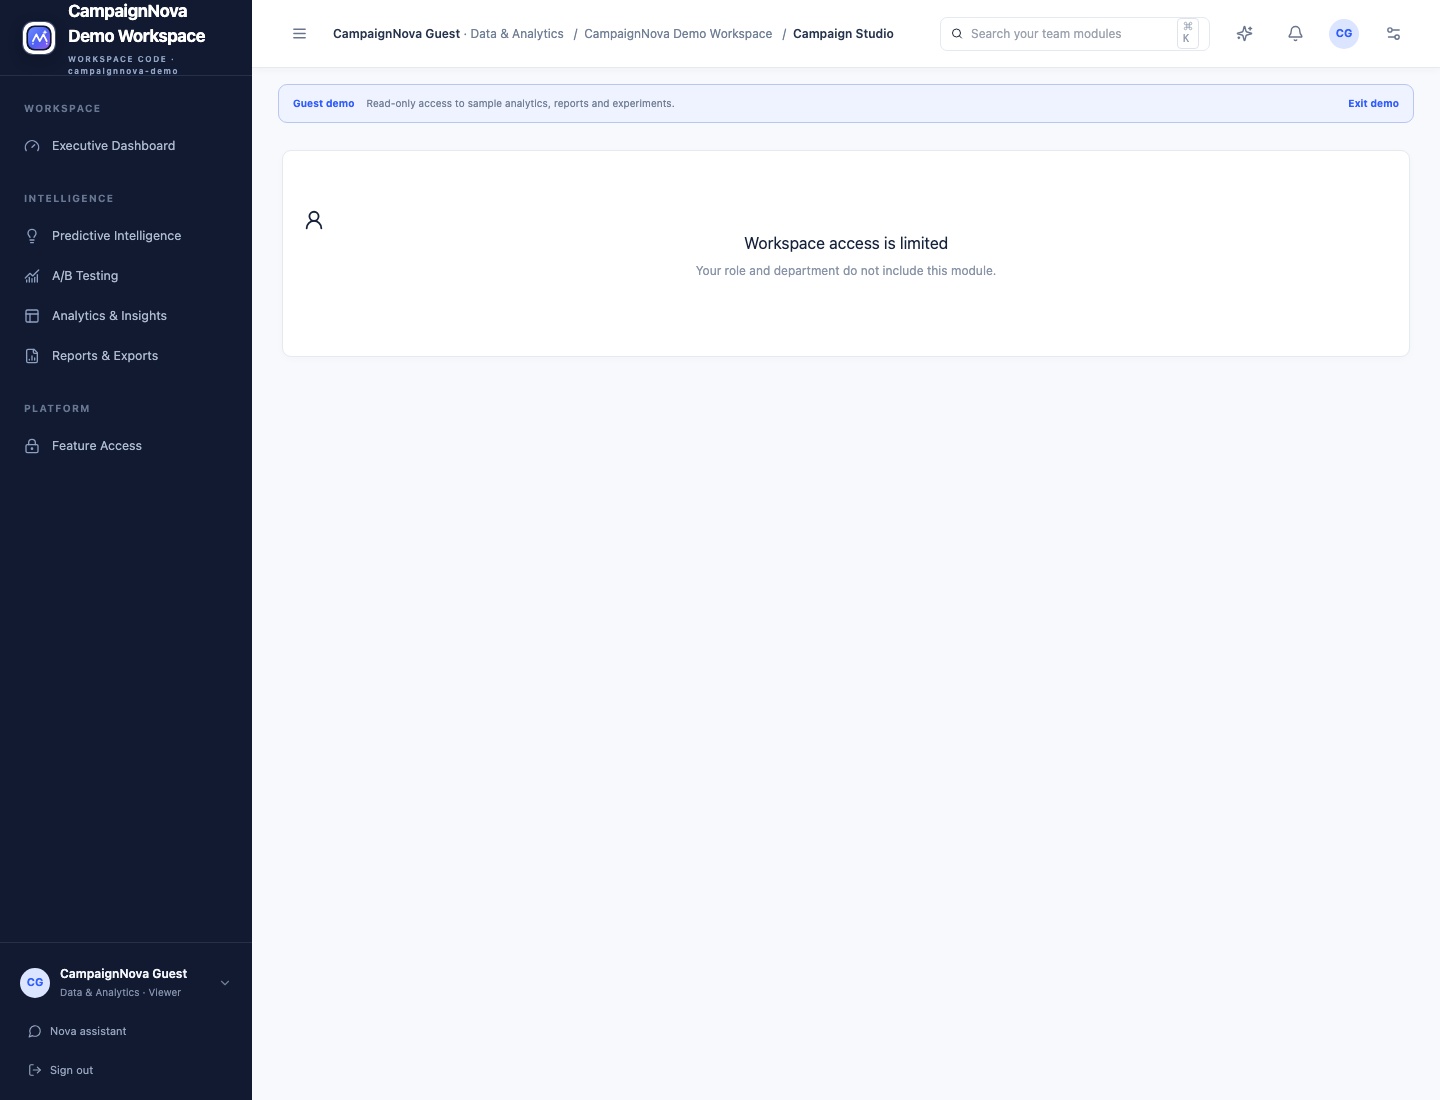 CampaignNova
Demo Workspace
WORKSPACE CODE ·
campaignnova-demo
WORKSPACE
Executive Dashboard
INTELLIGENCE
Predictive Intelligence
A/B Testing
Analytics & Insights
Reports & Exports
PLATFORM
Feature Access
CG
CampaignNova Guest
Data & Analytics · Viewer
Nova assistant
Sign out
CampaignNova Guest · Data & Analytics / CampaignNova Demo Workspace / Campaign Studio
Search your team modules
⌘
K
CG
Guest demo Read-only access to sample analytics, reports and experiments. Exit demo
Workspace access is limited
Your role and department do not include this module.